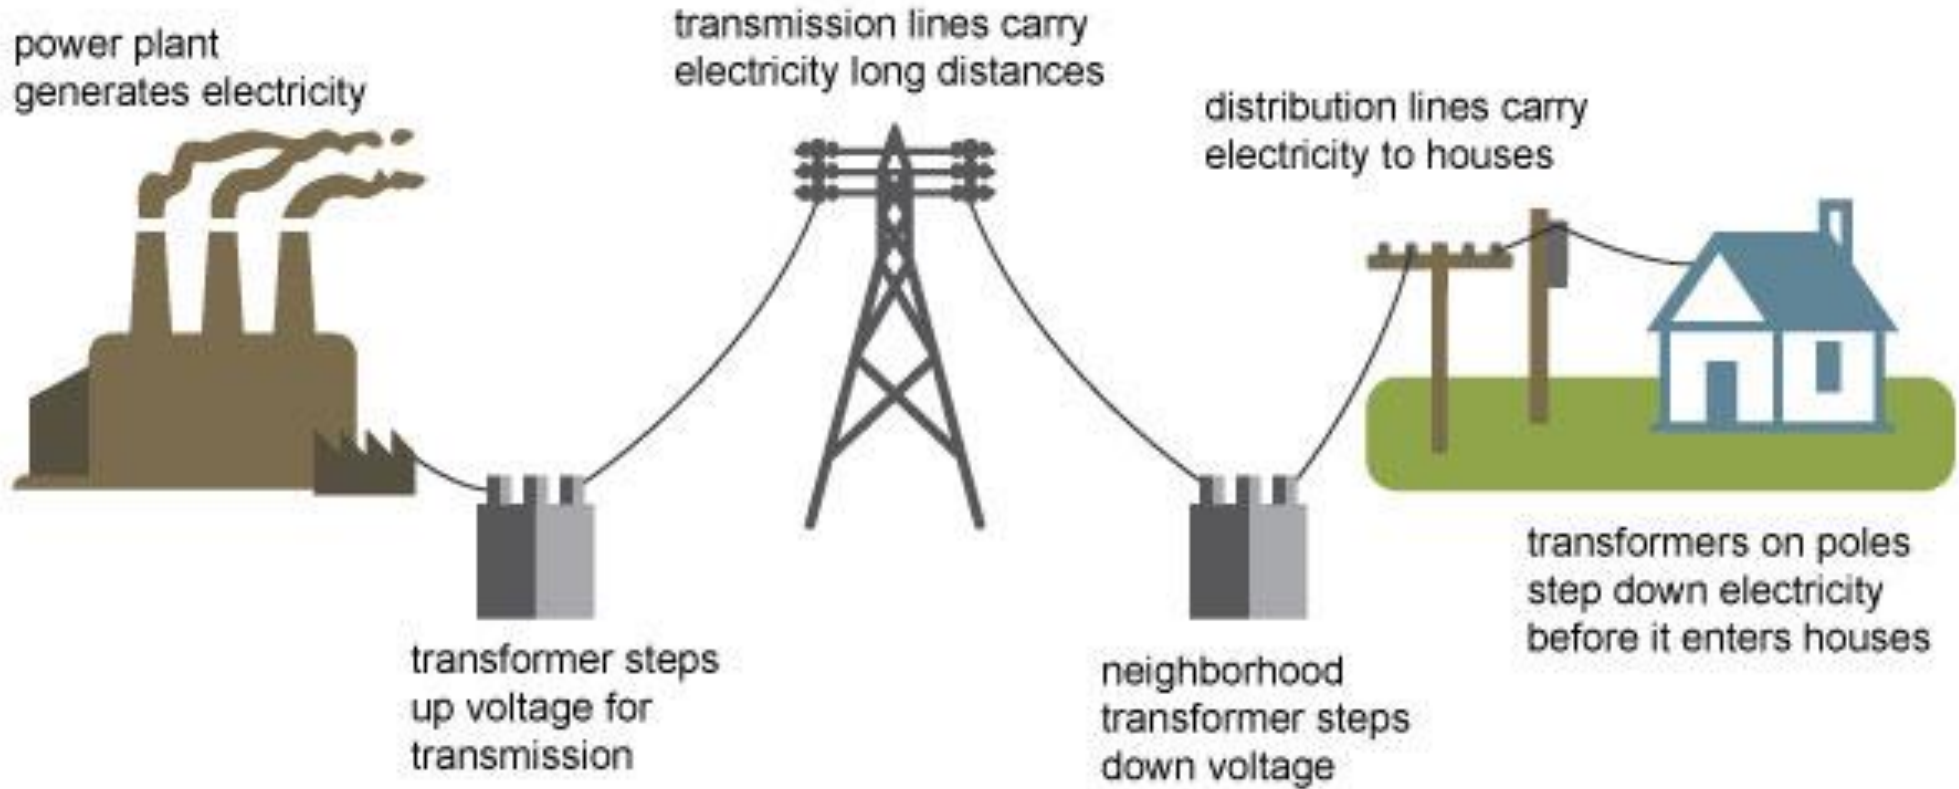 power plant
generates electricity
transmission lines carry
electricity long distances
distribution lines carry
electricity to houses
transformer steps
up voltage for
transmission
neighborhood
transformer steps
down voltage
transformers on poles
step down electricity
before it enters houses